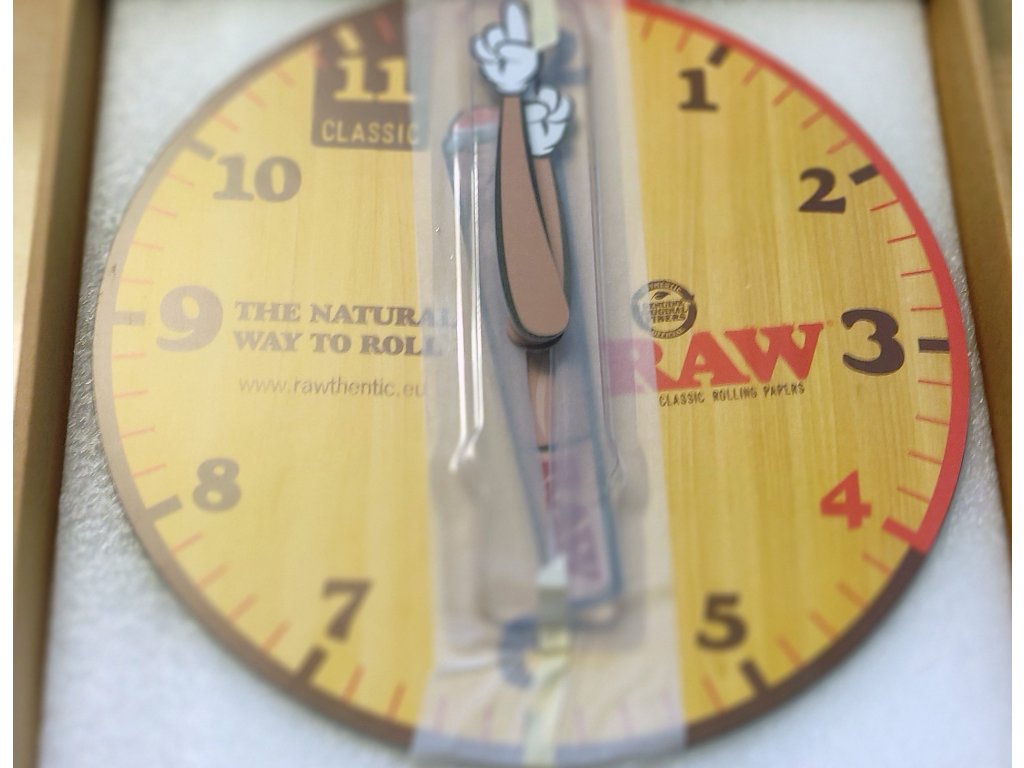 11
CLASSIC
1
10
2
9
THE NATURAL
WAY TO ROLL
www.rawthentic.eu
RAW
CLASSIC ROLLING PAPERS
3
8
4
7
5